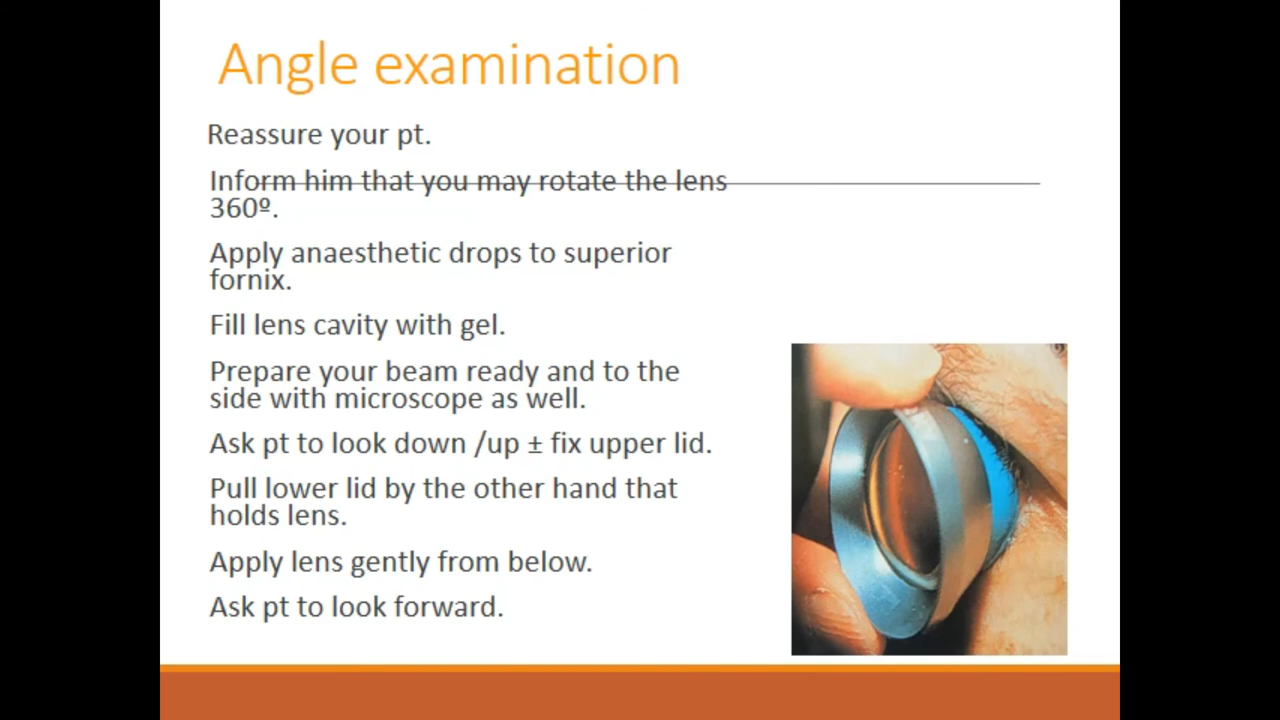 Angle examination
Reassure your pt.
Inform him that you may rotate the lens
360º.
Apply anaesthetic drops to superior
fornix.
Fill lens cavity with gel.
Prepare your beam ready and to the
side with microscope as well.
Ask pt to look down /up ± fix upper lid.
Pull lower lid by the other hand that
holds lens.
Apply lens gently from below.
Ask pt to look forward.